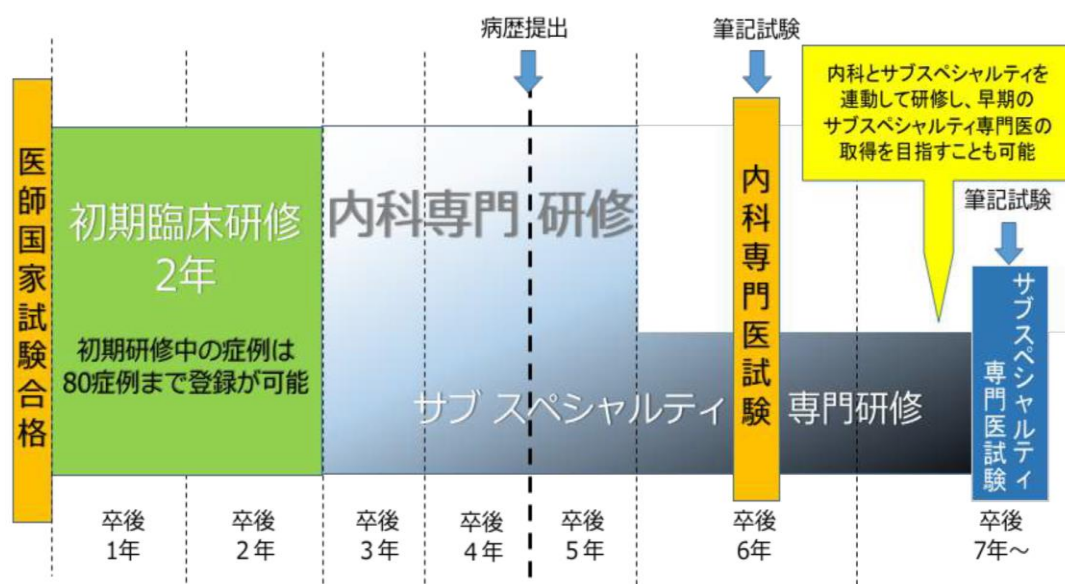 病歴提出
筆記試験
内科とサブスペシャルティを
連動して研修し、早期の
サブスペシャルティ専門医の
取得を目指すことも可能
医師国家試験合格
初期臨床研修
2年
初期研修中の症例は
80症例まで登録が可能
内科専門 研修
内科専門医試験
筆記試験
サブ スペシャルティ 専門研修
サブスペシャルティ
専門医試験
卒後
1年
卒後
2年
卒後
3年
卒後
4年
卒後
5年
卒後
6年
卒後
7年～